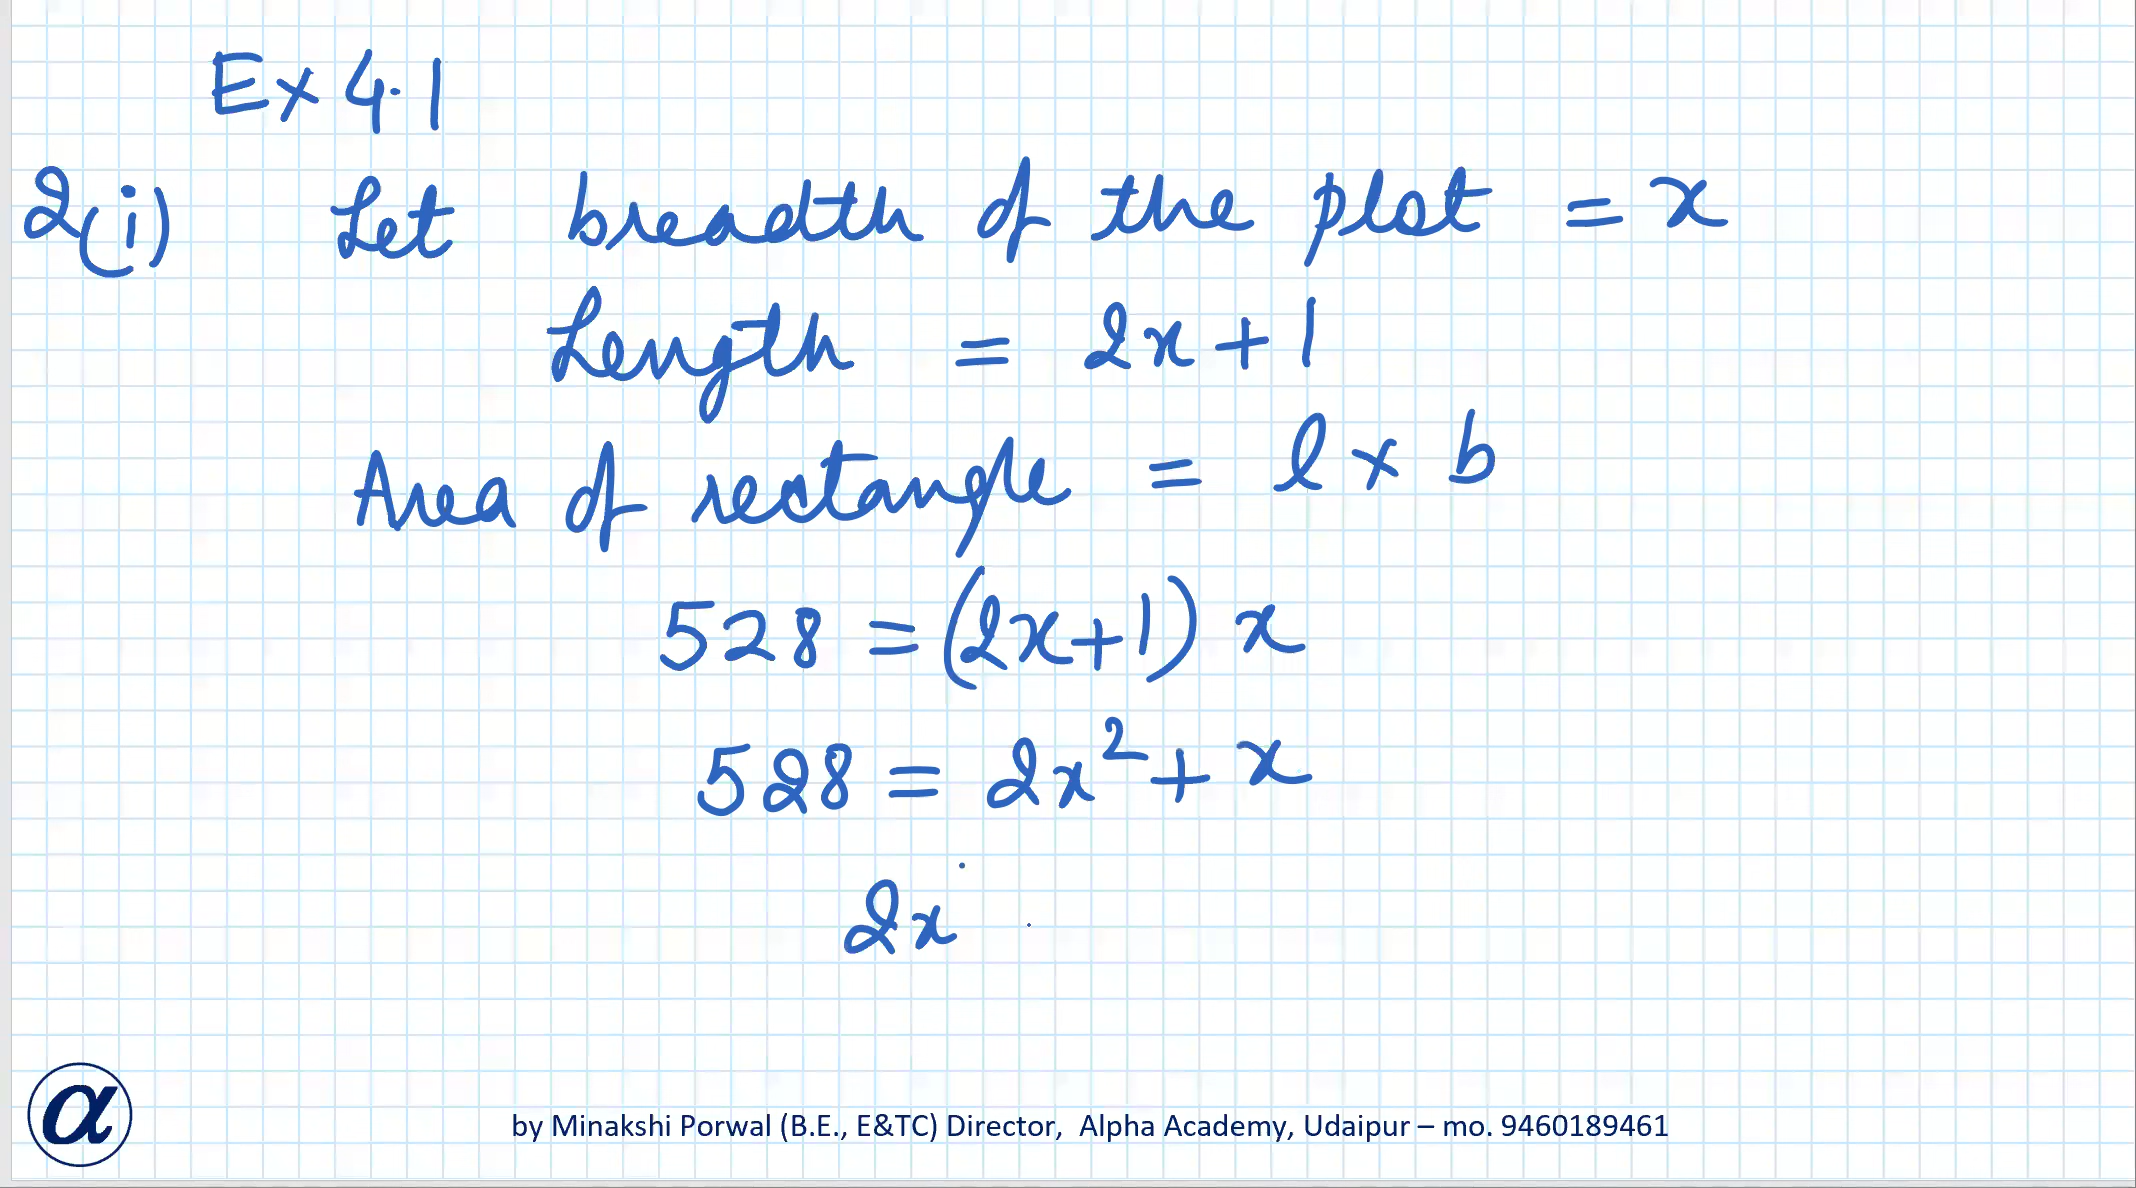 Ex 4.1
2(i) Let breadth of the plot = x
Length = 2x+1
Area of rectangle = l × b
528 = (2x+1) x
528 = 2x²+ x
2x
α
by Minakshi Porwal (B.E., E&TC) Director, Alpha Academy, Udaipur – mo. 9460189461